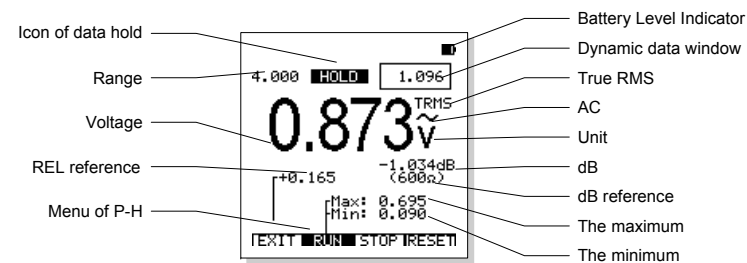 Battery Level Indicator
Icon of data hold
Dynamic data window
Range
4.000 HOLD 1.096
True RMS
TRMS
AC
Voltage
0.873 V
Unit
REL reference
-1.034dB
dB
+0.165
(600Ω)
dB reference
Menu of P-H
Max: 0.695
The maximum
Min: 0.090
EXIT RUN STOP RESET
The minimum